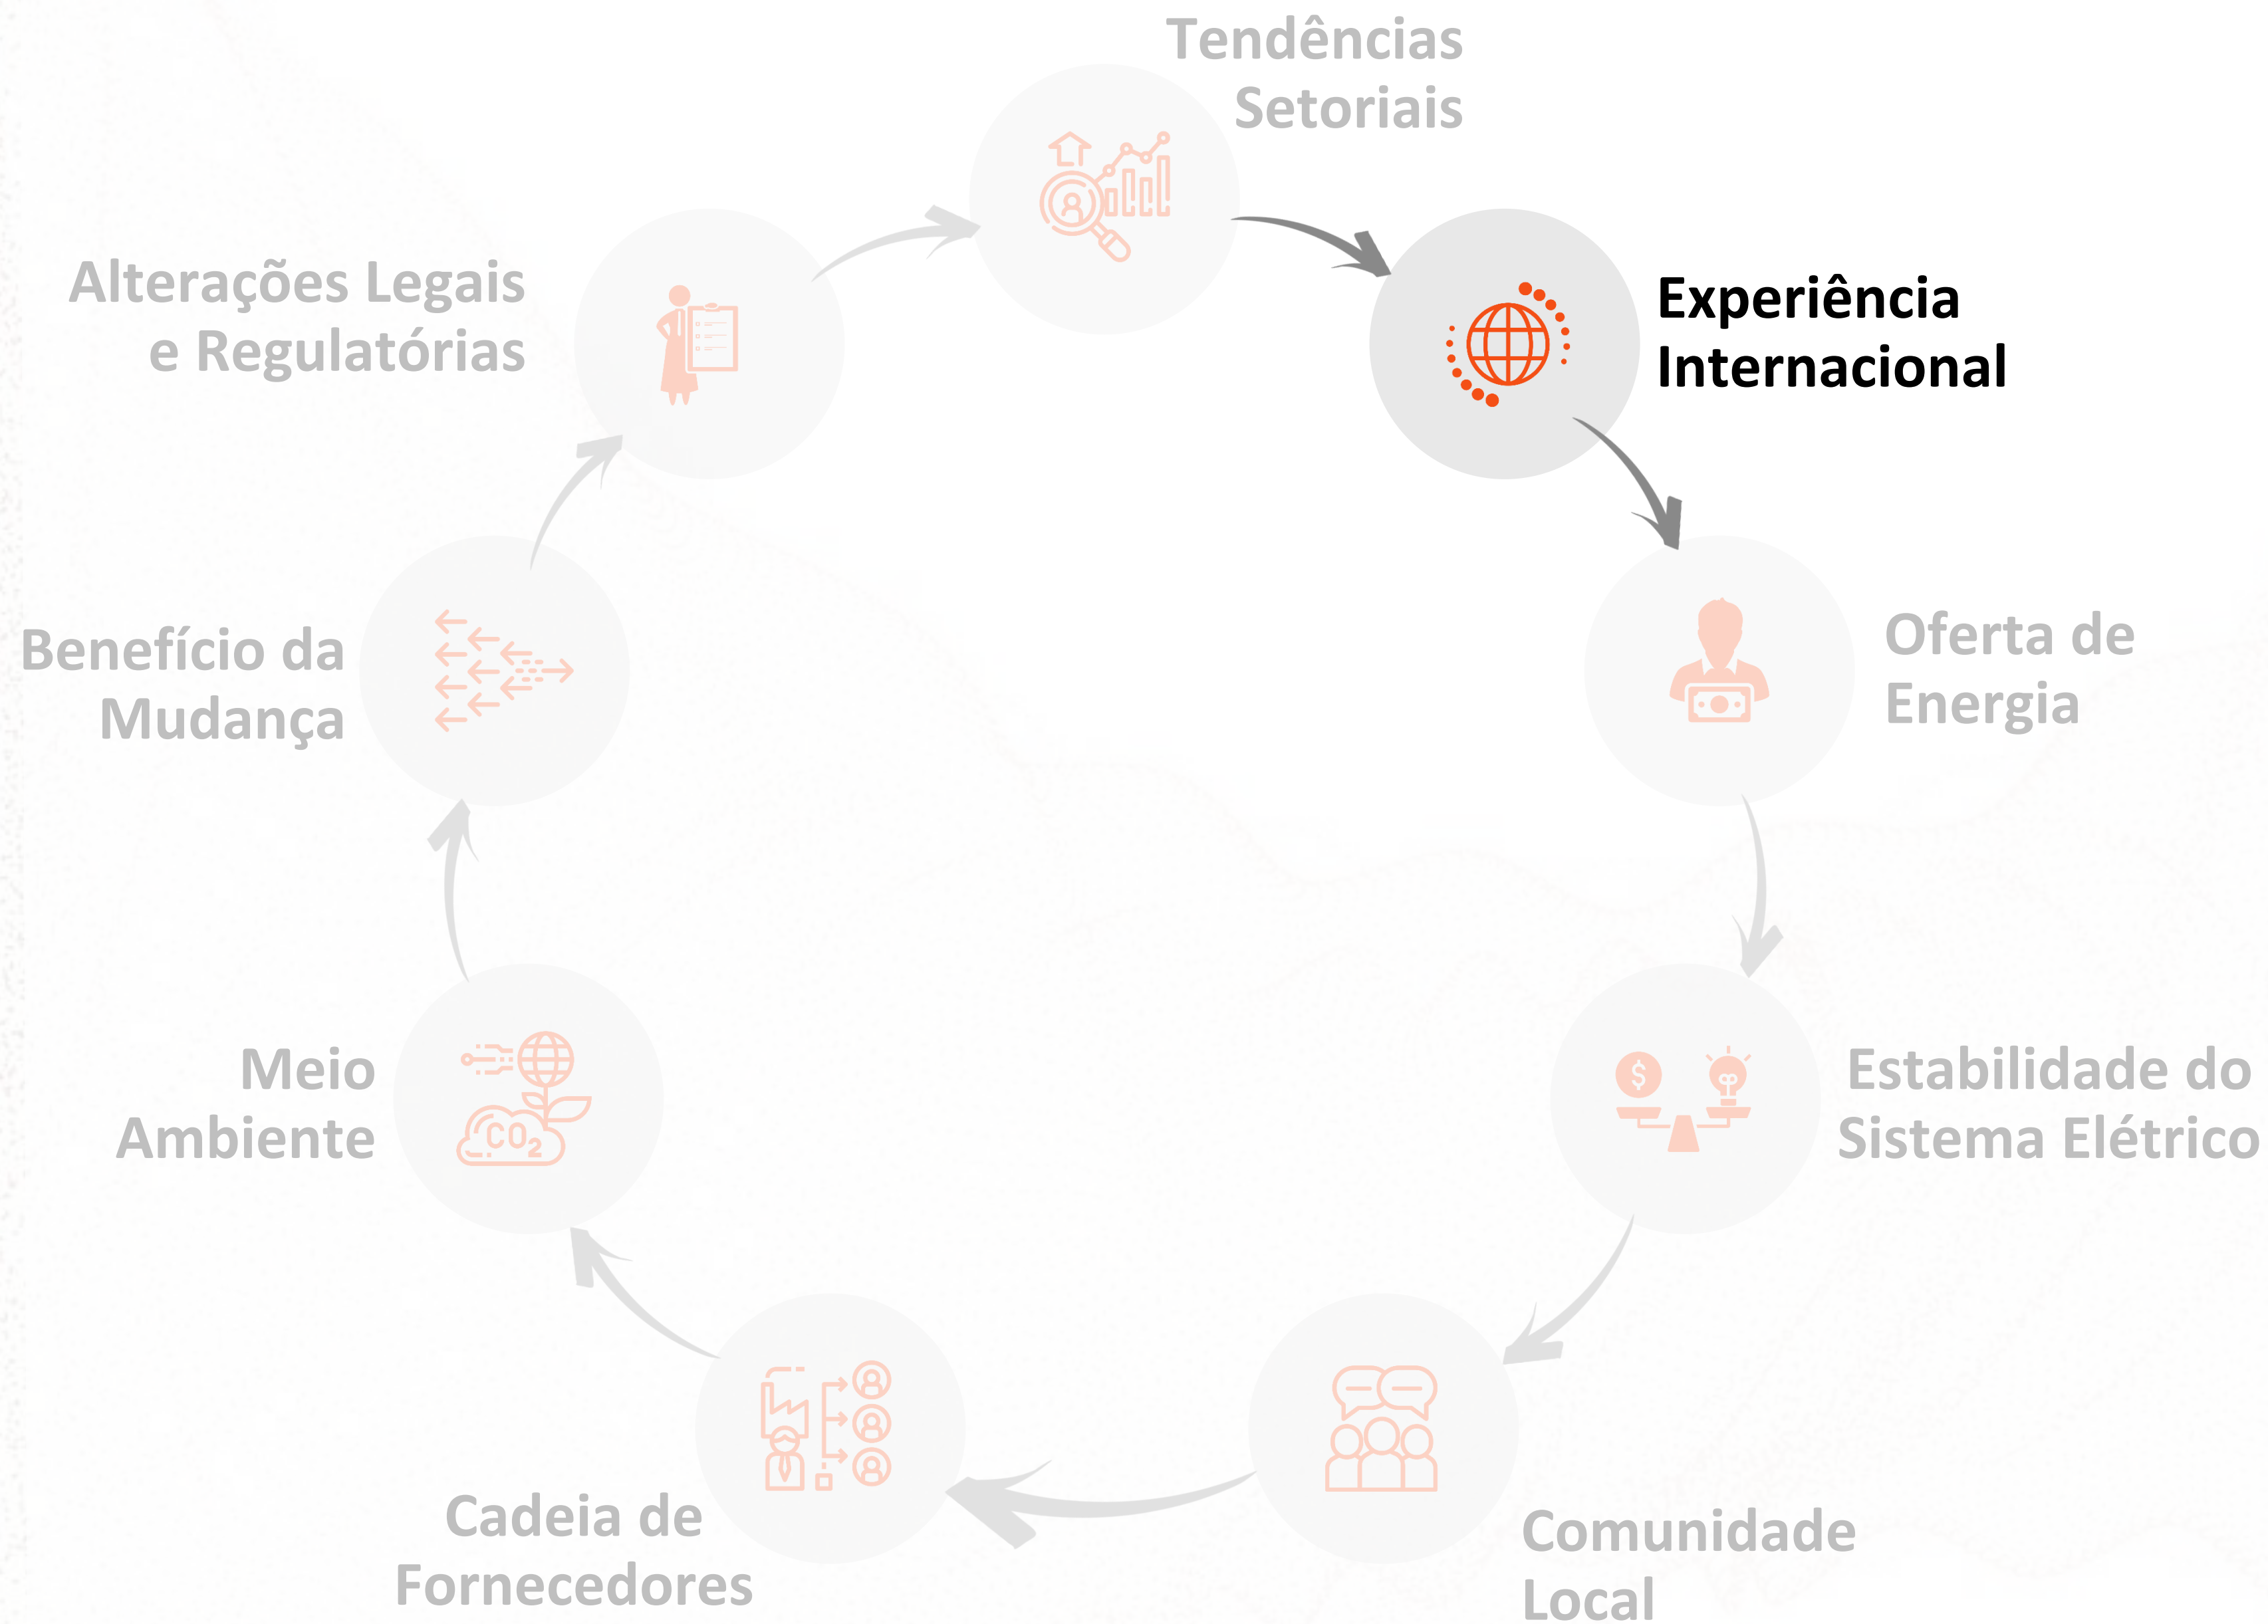 Tendências
Setoriais
Experiência
Internacional
Oferta de
Energia
$
Estabilidade do
Sistema Elétrico
Comunidade
Local
Cadeia de
Fornecedores
CO2
Meio
Ambiente
Benefício da
Mudança
Alterações Legais
e Regulatórias